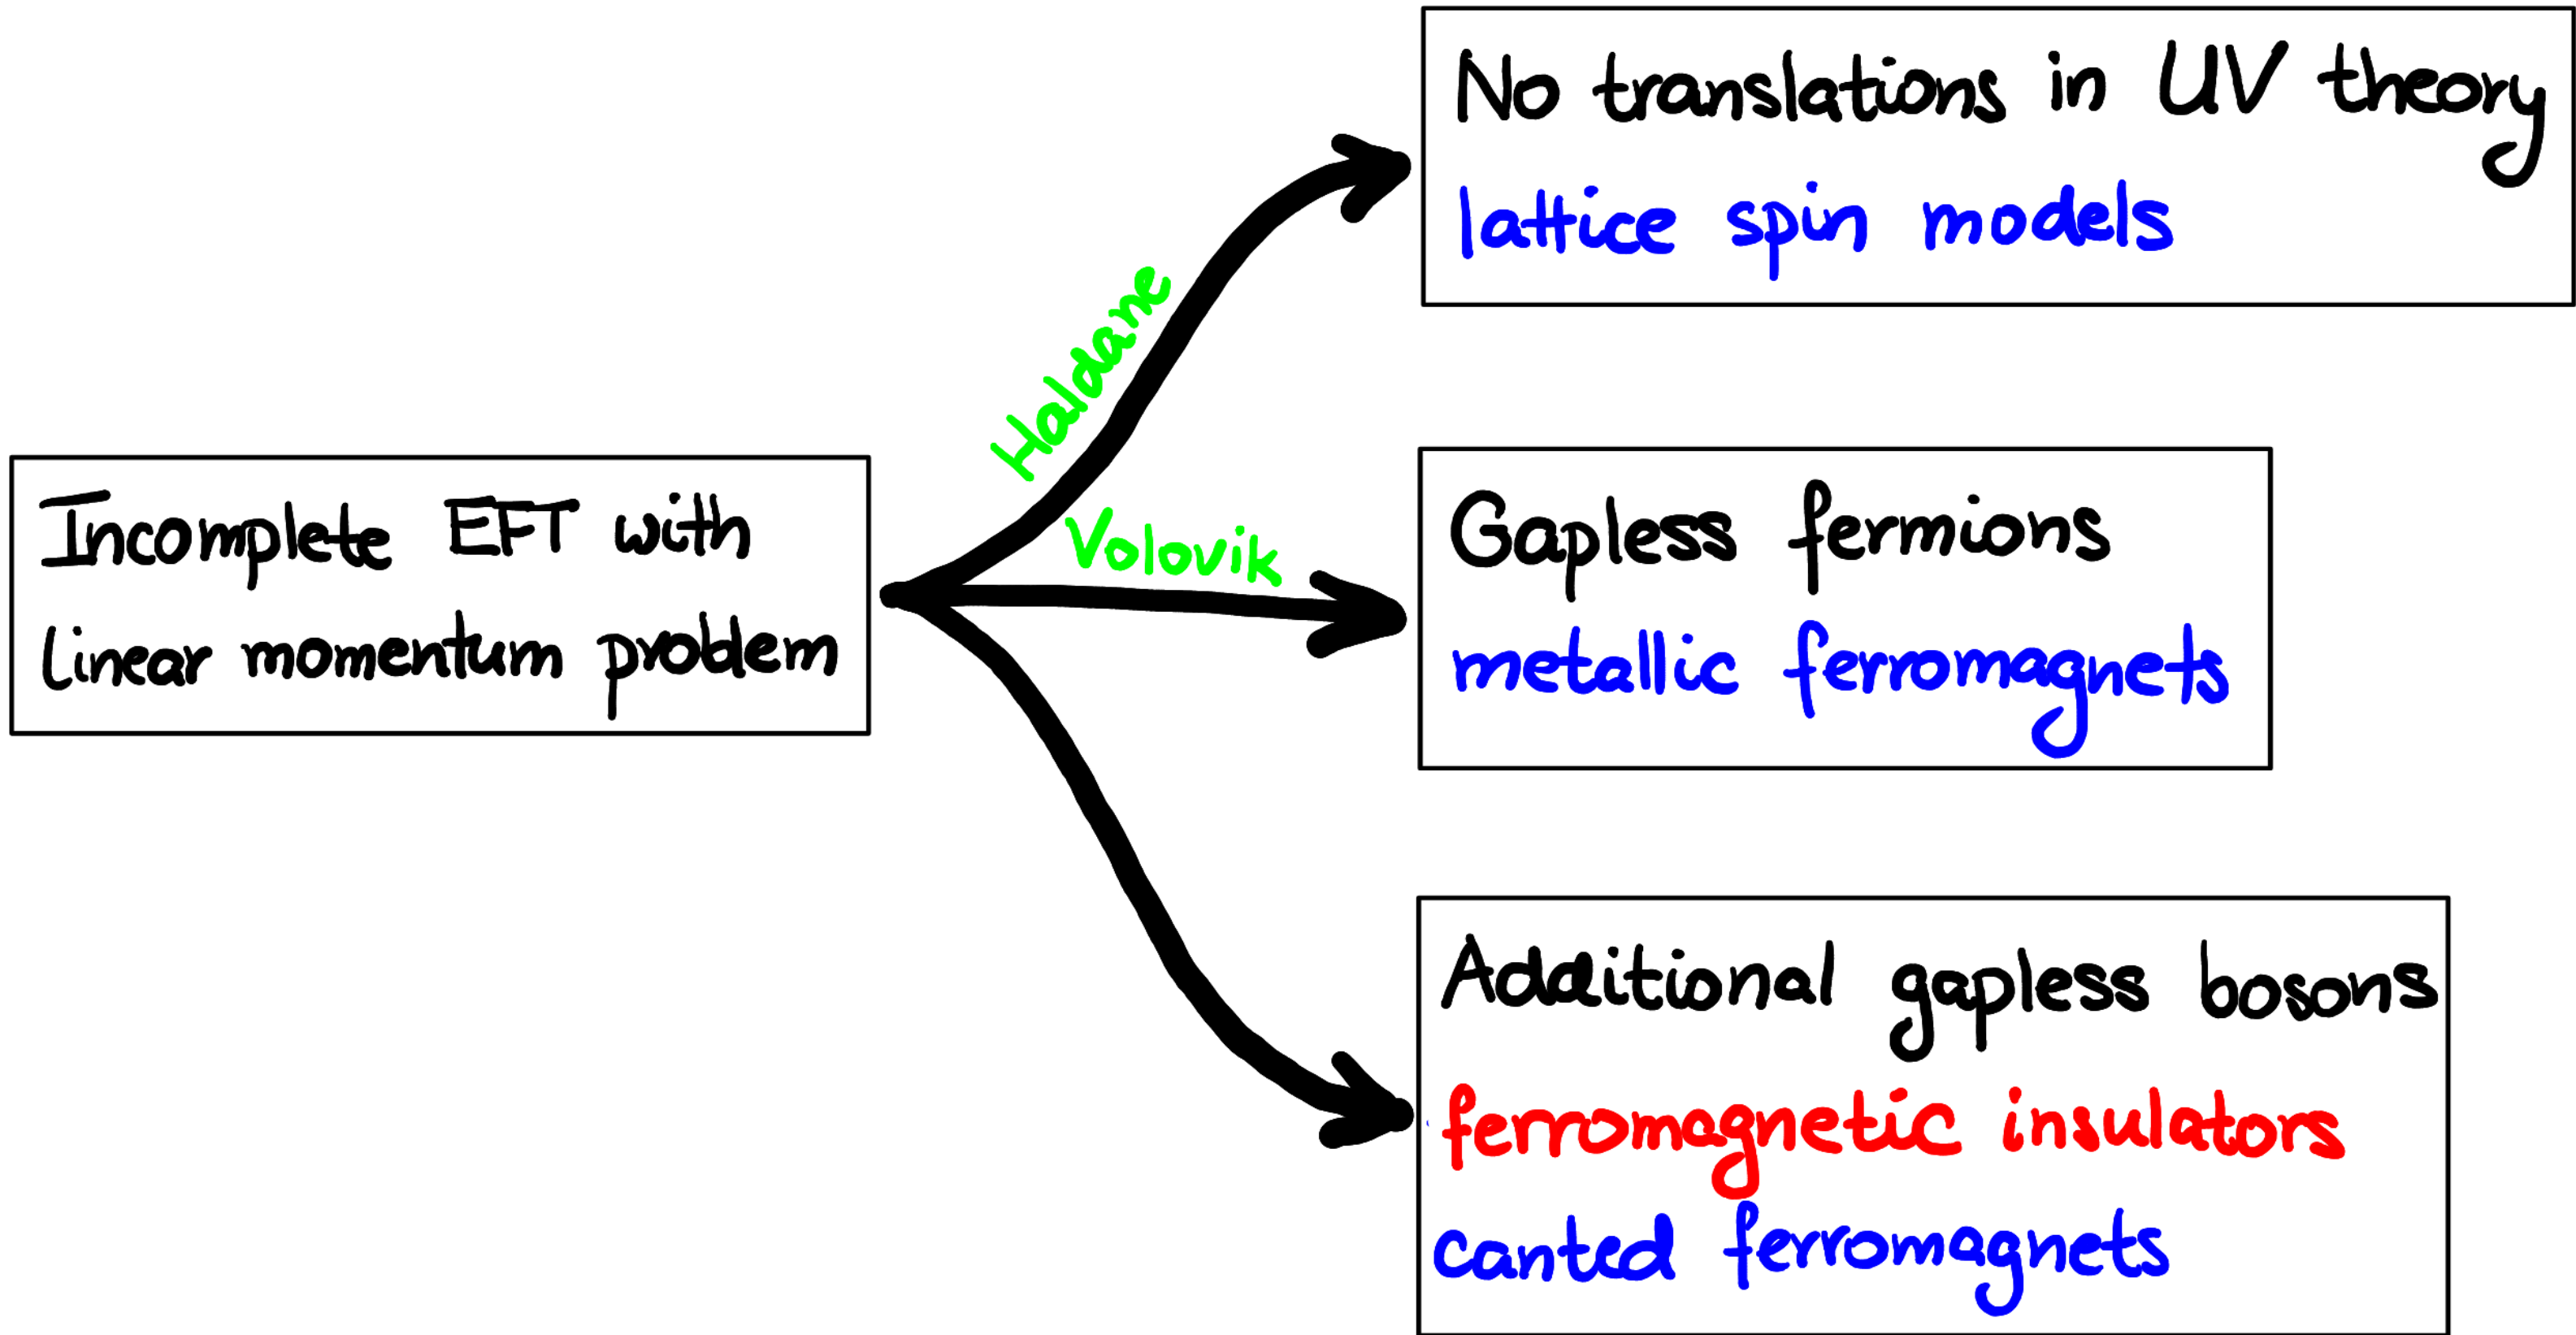 No translations in UV theory
lattice spin models
Haldane
Incomplete EFT with
linear momentum problem
Volovik
Gapless fermions
metallic ferromagnets
Additional gapless bosons
ferromagnetic insulators
canted ferromagnets